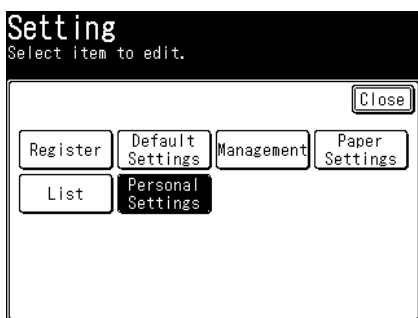 Setting
Select item to edit.
Close
Register
Default
Settings
Management
Paper
Settings
List
Personal
Settings